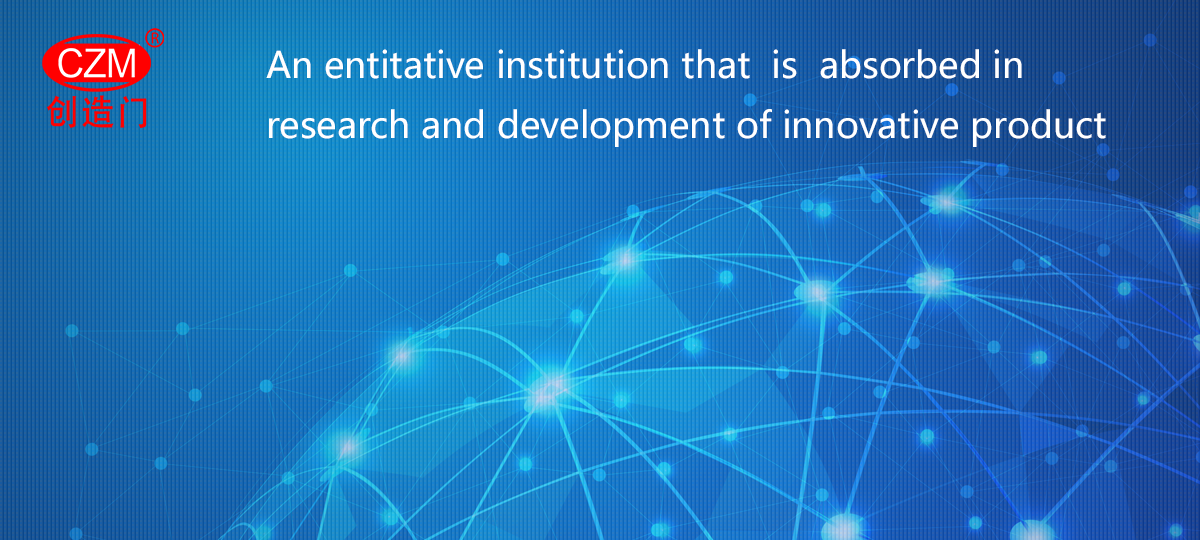 CZM®
创造门
An entitative institution that is absorbed in
research and development of innovative product